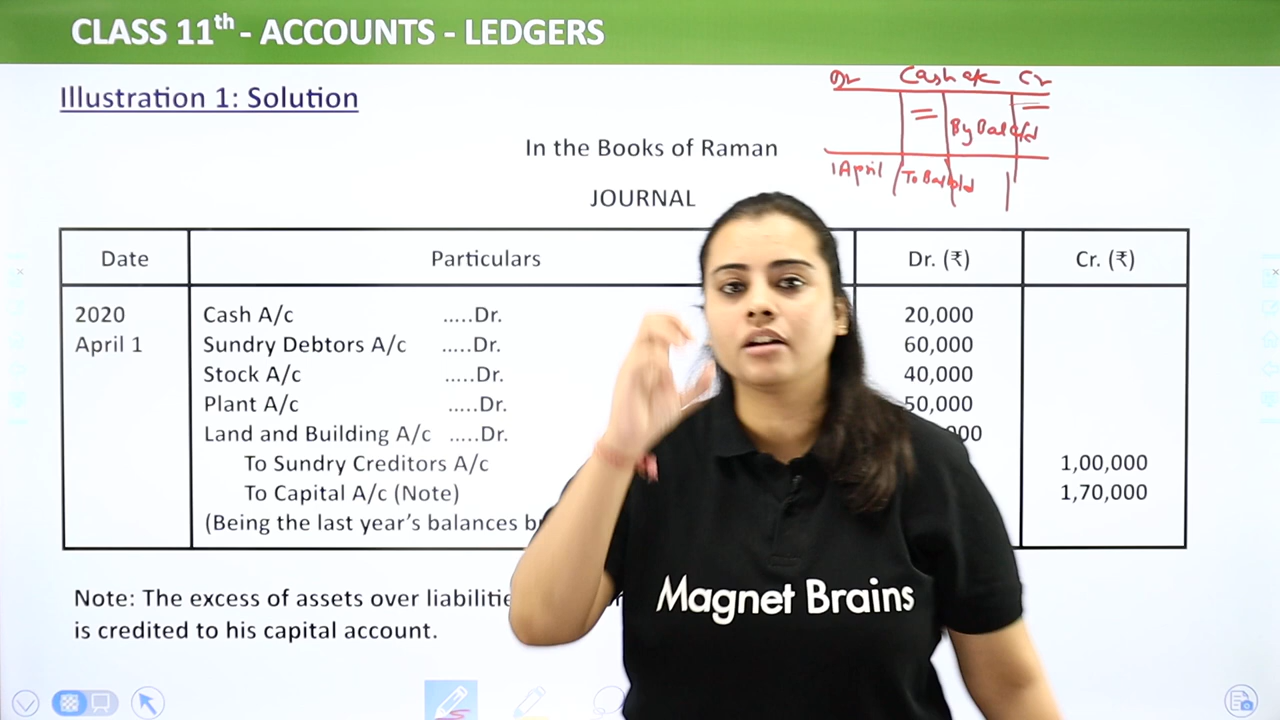 CLASS 11th - ACCOUNTS - LEDGERS
Illustration 1: Solution
Dr Cash a/c Cr
By Bal c/d
1 April To Bal b/d
In the Books of Raman
JOURNAL
Date Particulars Dr. (₹) Cr. (₹)
2020 Cash A/c .....Dr. 20,000
April 1 Sundry Debtors A/c .....Dr. 60,000
Stock A/c .....Dr. 40,000
Plant A/c .....Dr. 50,000
Land and Building A/c .....Dr.
To Sundry Creditors A/c 1,00,000
To Capital A/c (Note) 1,70,000
(Being the last year's balances
Note: The excess of assets over
is credited to his capital account.
Magnet Brains